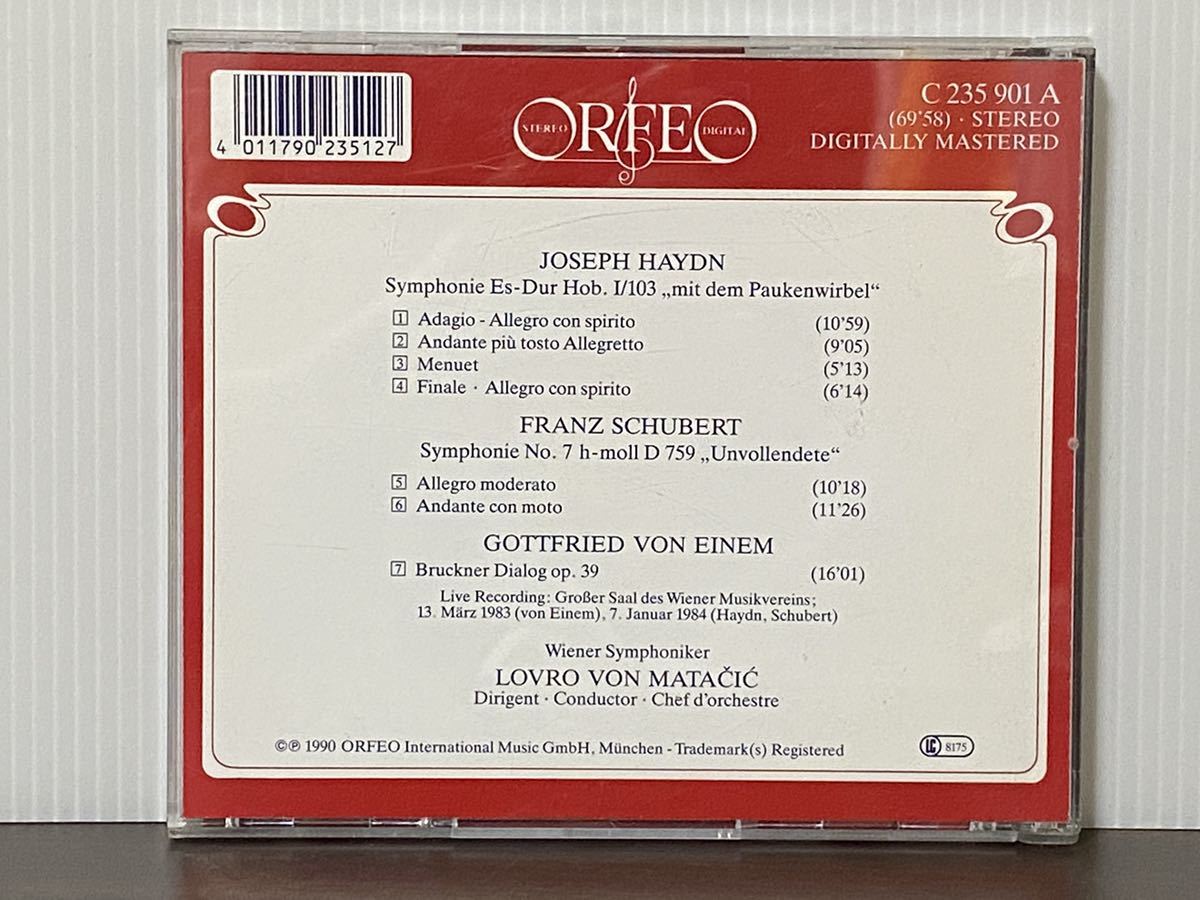 4 011790 235127
STEREO ORFEO DIGITAL
C 235 901 A
(69'58) · STEREO
DIGITALLY MASTERED
JOSEPH HAYDN
Symphonie Es-Dur Hob. I/103 „mit dem Paukenwirbel“
1 Adagio - Allegro con spirito (10'59)
2 Andante più tosto Allegretto (9'05)
3 Menuet (5'13)
4 Finale · Allegro con spirito (6'14)
FRANZ SCHUBERT
Symphonie No. 7 h-moll D 759 „Unvollendete“
5 Allegro moderato (10'18)
6 Andante con moto (11'26)
GOTTFRIED VON EINEM
7 Bruckner Dialog op. 39 (16'01)
Live Recording: Großer Saal des Wiener Musikvereins;
13. März 1983 (von Einem), 7. Januar 1984 (Haydn, Schubert)
Wiener Symphoniker
LOVRO VON MATAČIĆ
Dirigent · Conductor · Chef d'orchestre
©℗ 1990 ORFEO International Music GmbH, München - Trademark(s) Registered
LC 8175